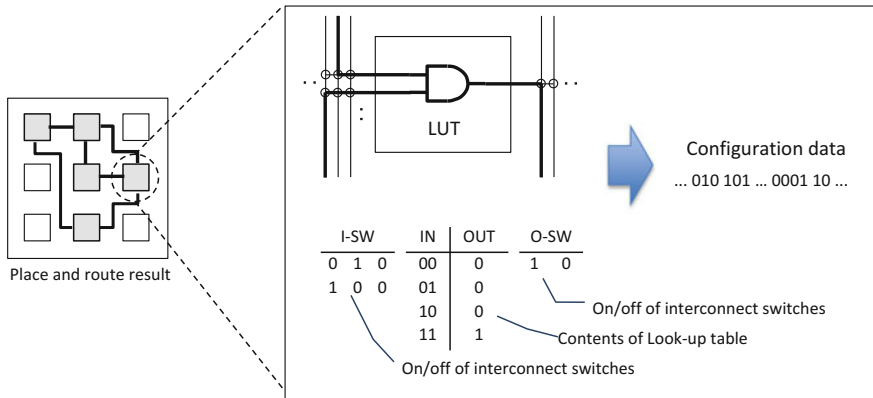 LUT
Configuration data
... 010 101 ... 0001 10 ...
Place and route result
I-SW IN OUT O-SW
0 1 0 00 0 1 0
1 0 0 01 0
10 0
11 1
On/off of interconnect switches
Contents of Look-up table
On/off of interconnect switches